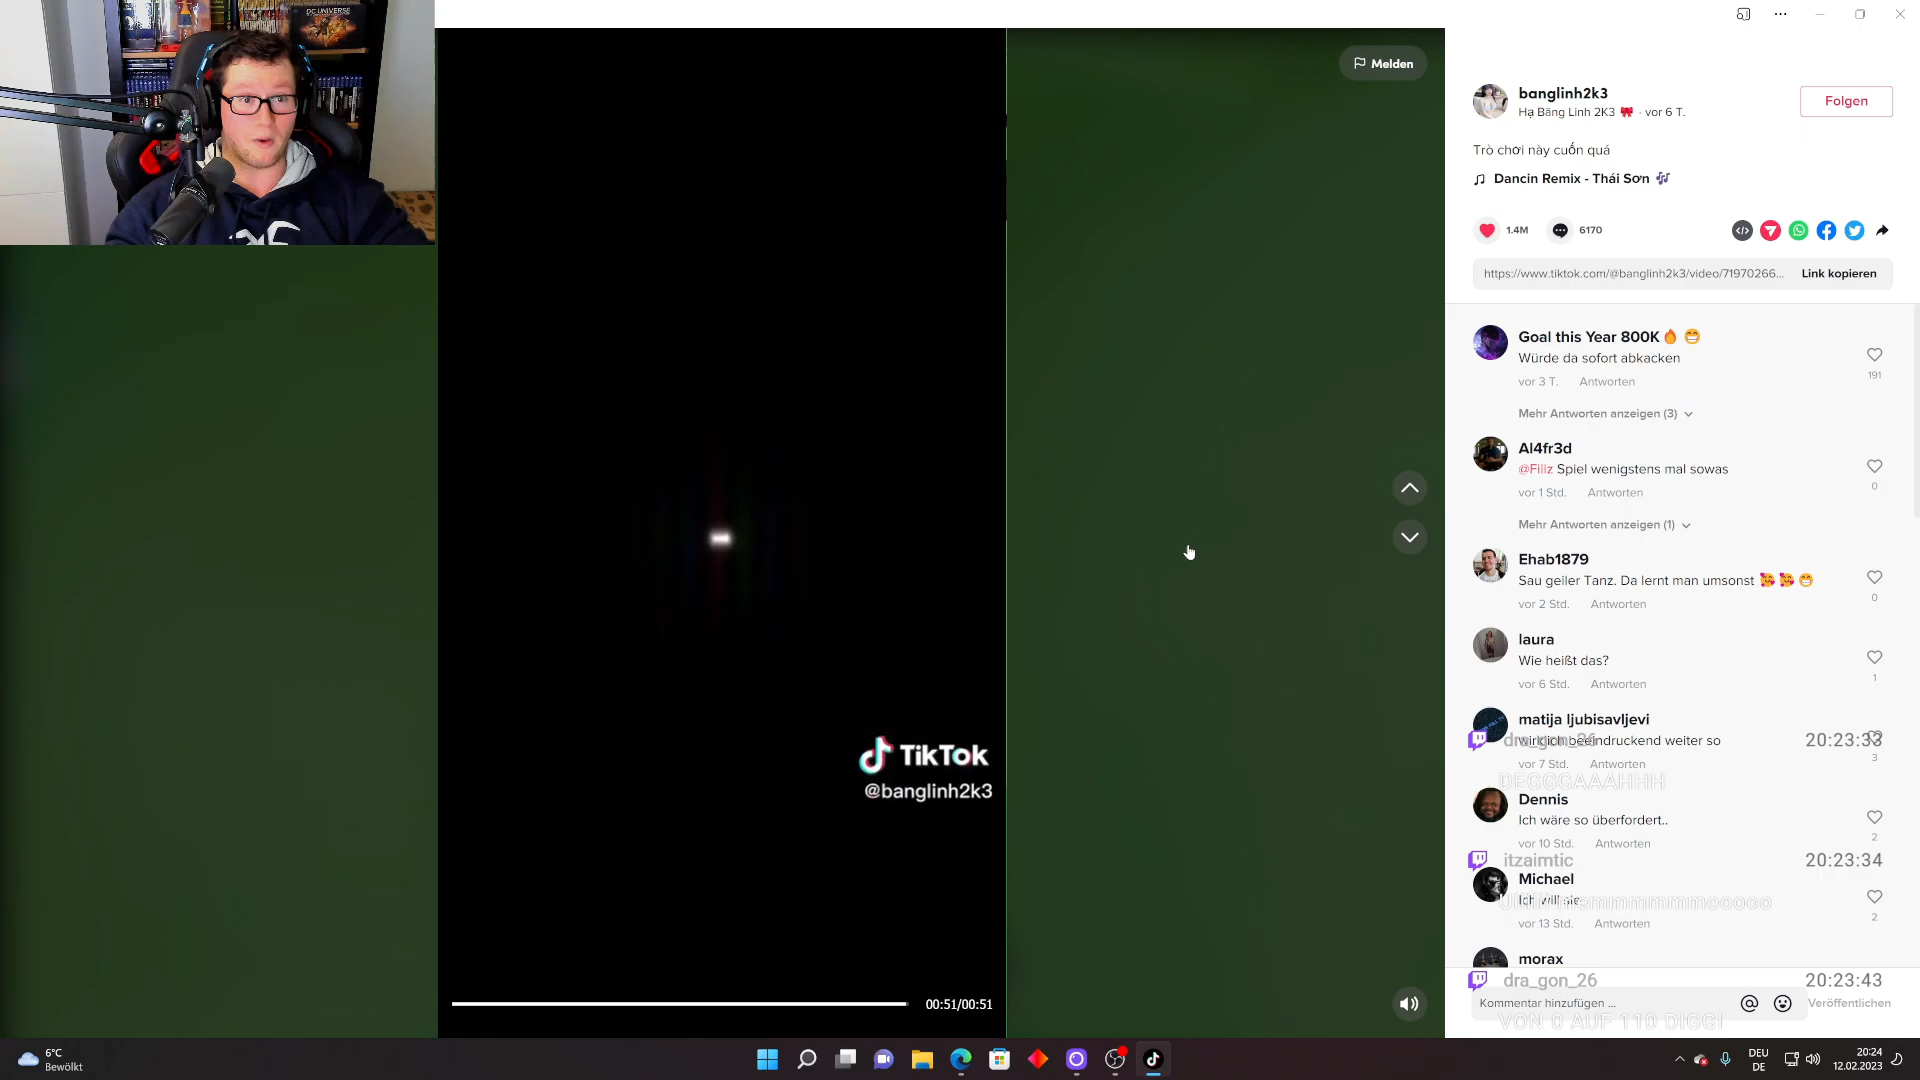 DC UNIVERSE
Melden
TikTok
@banglinh2k3
00:51/00:51
banglinh2k3
Hạ Băng Linh 2K3 🎀 · vor 6 T.
Folgen
Trò chơi này cuốn quá
Dancin Remix - Thái Sơn 🎶
1.4M
6170
https://www.tiktok.com/@banglinh2k3/video/71970266...
Link kopieren
Goal this Year 800K🔥 😁
Würde da sofort abkacken
191
vor 3 T. Antworten
Mehr Antworten anzeigen (3)
Al4fr3d
@Filiz Spiel wenigstens mal sowas
0
vor 1 Std. Antworten
Mehr Antworten anzeigen (1)
Ehab1879
Sau geiler Tanz. Da lernt man umsonst 🥰 🥰 😁
0
vor 2 Std. Antworten
laura
Wie heißt das?
1
vor 6 Std. Antworten
matija ljubisavljevi
wirklich beeindruckend weiter so
3
dra_gon_26 20:23:33
vor 7 Std. Antworten
DEGGGAAAHHH
Dennis
Ich wäre so überfordert..
2
vor 10 Std. Antworten
itzaimtic 20:23:34
Michael
Ich will sie
2
vor 13 Std. Antworten
morax
dra_gon_26 20:23:43
Kommentar hinzufügen ...
Veröffentlichen
VON 0 AUF 110 DIGGI
6°C
Bewölkt
DEU
DE
20:24
12.02.2023